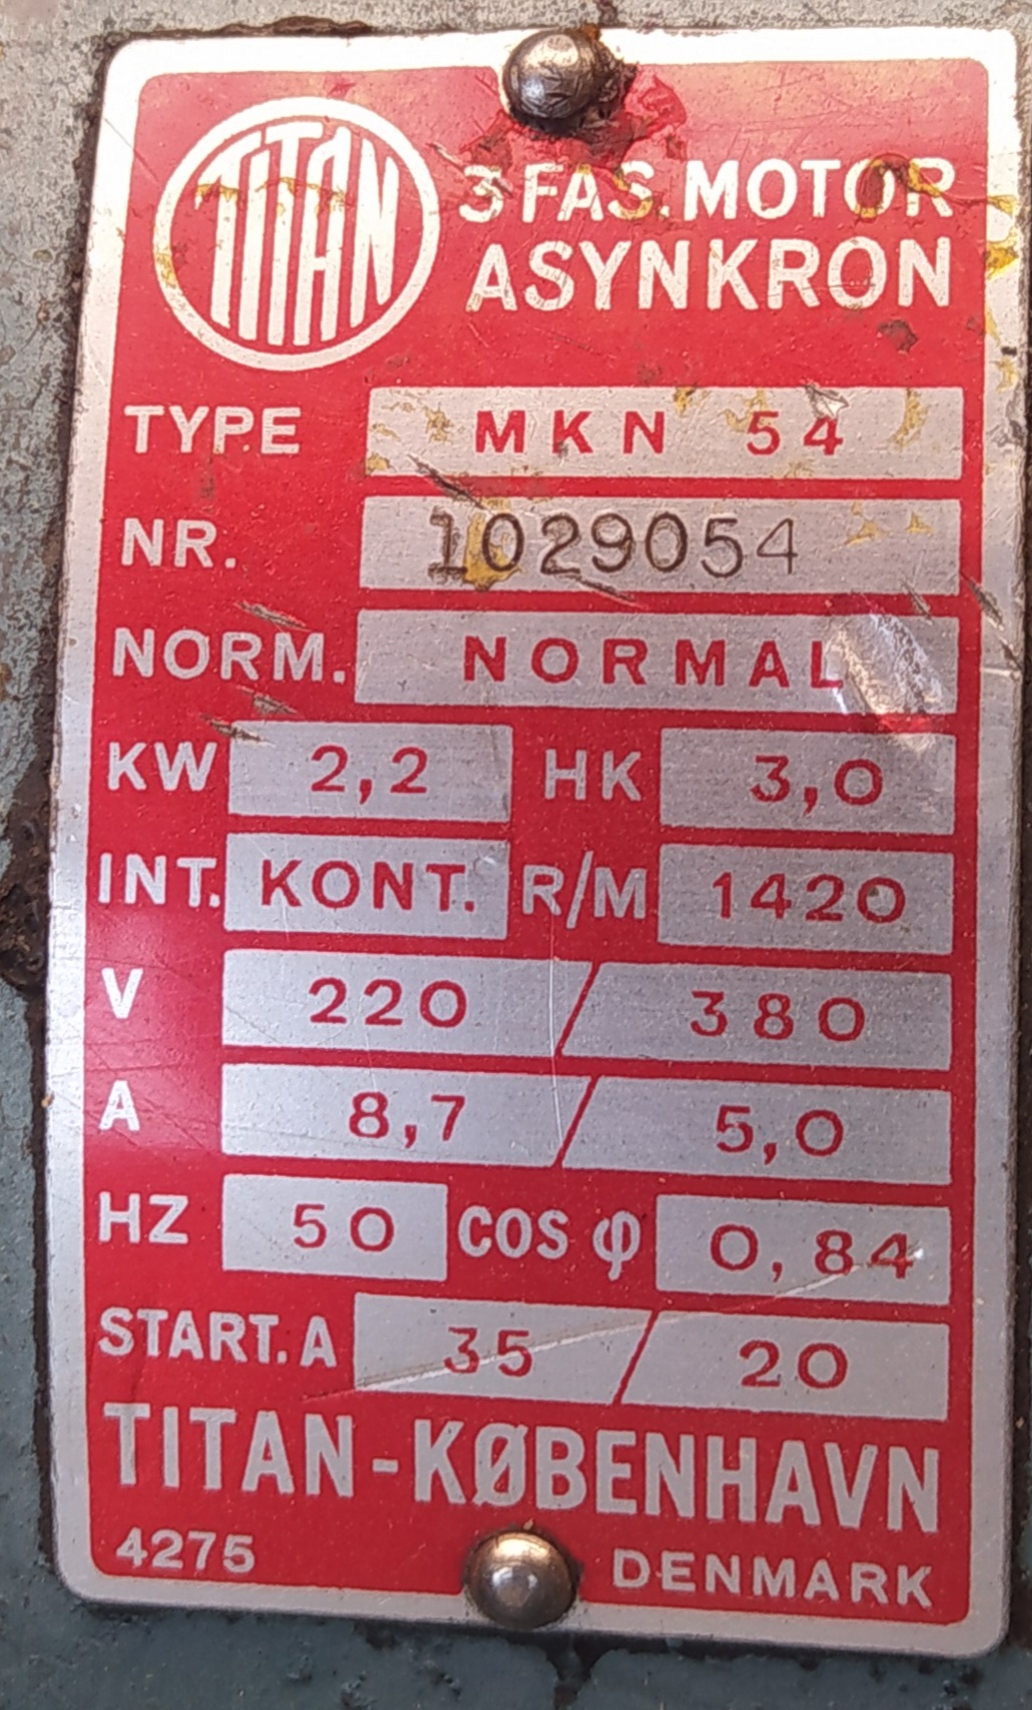 TITAN
3 FAS. MOTOR
ASYNKRON
TYPE MKN 54
NR. 1029054
NORM. NORMAL
KW 2,2 HK 3,0
INT. KONT. R/M 1420
V 220 / 380
A 8,7 / 5,0
HZ 50 COS φ 0,84
START. A 35 / 20
TITAN-KØBENHAVN
4275 DENMARK